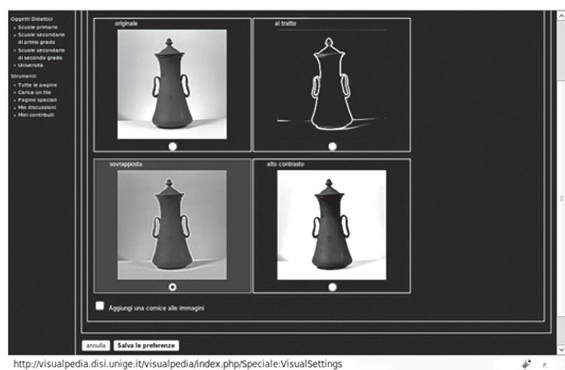 Oggetti Didattici
Scuole primarie
Scuole secondarie
di primo grado
Scuole secondarie
di secondo grado
Università
Strumenti
Tutte le pagine
Carica un file
Pagine speciali
Mie discussioni
Miei contributi
originale
al tratto
sovrapposta
alto contrasto
Aggiungi una cornice alle immagini
annulla
Salva le preferenze
http://visualpedia.disi.unige.it/visualpedia/index.php/Speciale:VisualSettings